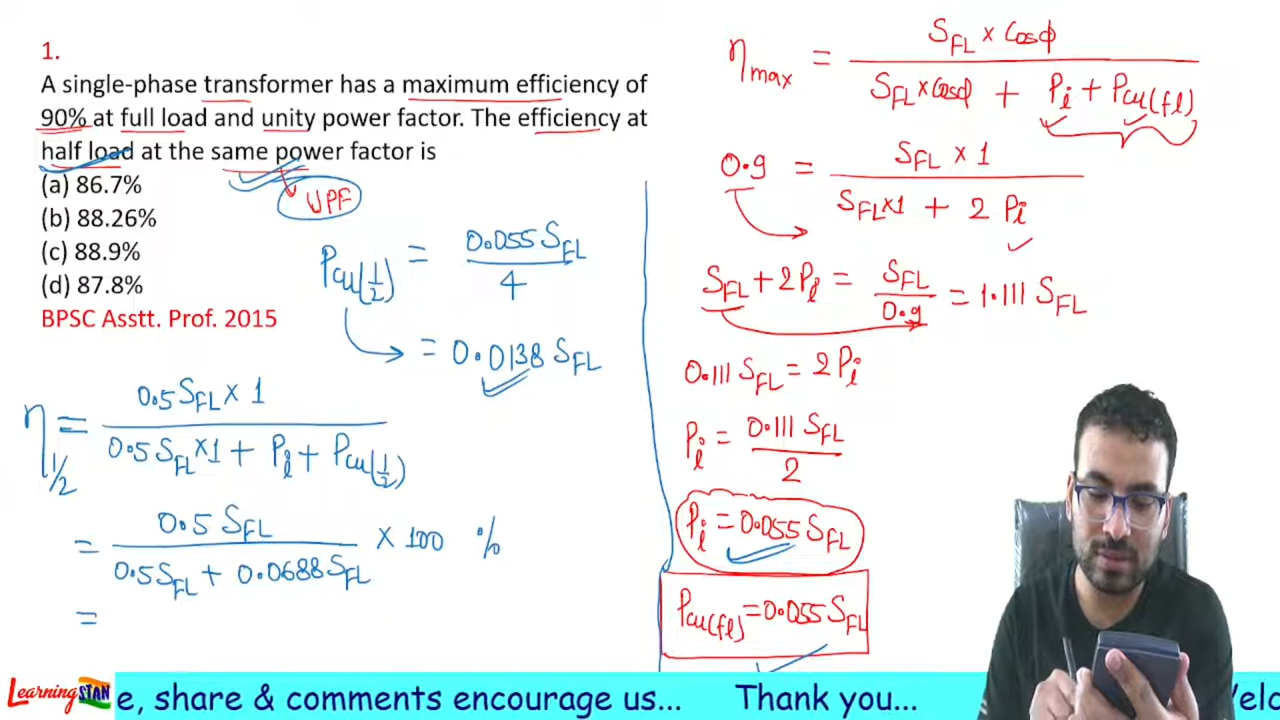 1.
A single-phase transformer has a maximum efficiency of
90% at full load and unity power factor. The efficiency at
half load at the same power factor is
(a) 86.7%
(b) 88.26%
(c) 88.9%
(d) 87.8%
BPSC Asstt. Prof. 2015
UPF
Pcu(1/2) = 0.055 SFL / 4
= 0.0138 SFL
η1/2 = 0.5 SFL × 1 / 0.5 SFL ×1 + Pi + Pcu(1/2)
= 0.5 SFL / 0.5 SFL + 0.0688 SFL × 100 %
=
ηmax = SFL × Cosφ / SFL × Cosφ + Pi + Pcu(fl)
0.9 = SFL × 1 / SFL ×1 + 2 Pi
SFL + 2Pi = SFL / 0.9 = 1.111 SFL
0.111 SFL = 2 Pi
Pi = 0.111 SFL / 2
Pi = 0.055 SFL
Pcu(fl) = 0.055 SFL
Learning STAN
e, share & comments encourage us... Thank you... Welc